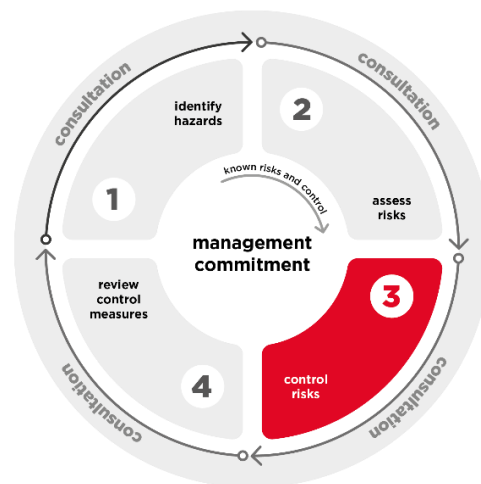 consultation
consultation
identify
hazards
1
2
known risks and control
assess
risks
management
commitment
review
control
measures
3
4
control
risks
consultation
consultation